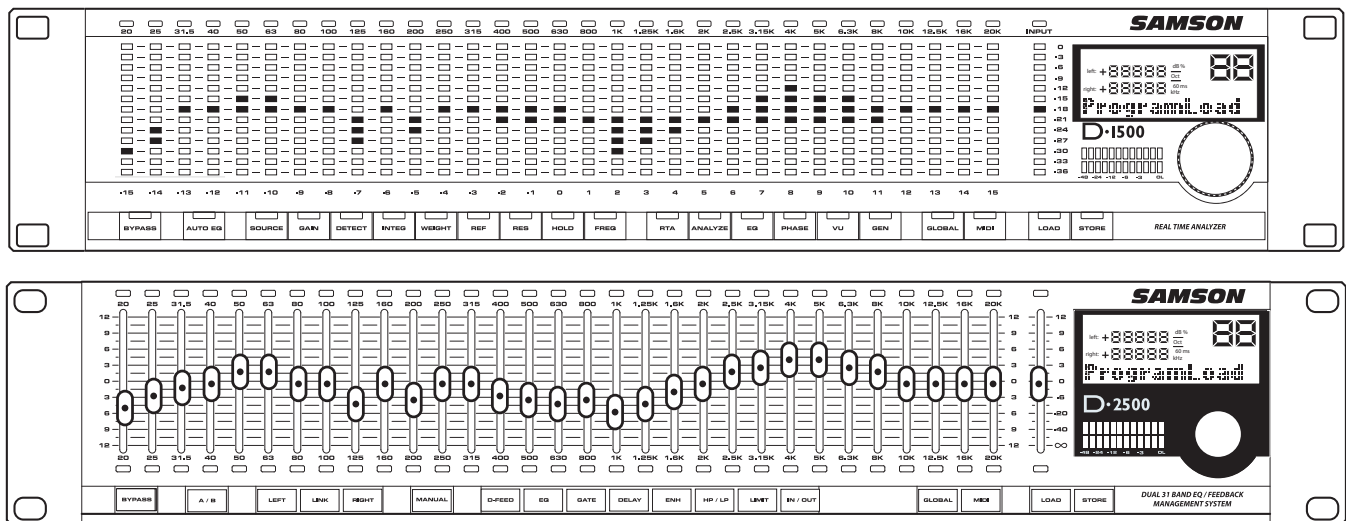 20 25 31.5 40 50 63 80 100 125 160 200 250 315 400 500 630 800 1K 1.25K 1.6K 2K 2.5K 3.15K 4K 5K 6.3K 8K 10K 12.5K 16K 20K INPUT
SAMSON
0
-3
-6
-9
-12
-15
-18
-21
-24
-27
-30
-33
-36
left: +88888 dB % Oct 88
right: +88888 60 ms kHz
ProgramLoad
D•1500
-48 -24 -12 -6 -3 OL
-15 -14 -13 -12 -11 -10 -9 -8 -7 -6 -5 -4 -3 -2 -1 0 1 2 3 4 5 6 7 8 9 10 11 12 13 14 15
BYPASS AUTO EQ SOURCE GAIN DETECT INTEG WEIGHT REF RES HOLD FREQ RTA ANALYZE EQ PHASE VU GEN GLOBAL MIDI LOAD STORE REAL TIME ANALYZER
20 25 31.5 40 50 63 80 100 125 160 200 250 315 400 500 630 800 1K 1.25K 1.6K 2K 2.5K 3.15K 4K 5K 6.3K 8K 10K 12.5K 16K 20K
SAMSON
12 12 12
9 9 9
6 6 6
3 3 3
0 0 0
3 3 3
6 6 -20
9 9 -40
12 12 ∞
left: +88888 dB % Oct 88
right: +88888 60 ms kHz
ProgramLoad
D•2500
-48 -24 -12 -6 -3 OL
20 25 31.5 40 50 63 80 100 125 160 200 250 315 400 500 630 800 1K 1.25K 1.6K 2K 2.5K 3.15K 4K 5K 6.3K 8K 10K 12.5K 16K 20K
BYPASS A / B LEFT LINK RIGHT MANUAL D-FEED EQ GATE DELAY ENH HP / LP LIMIT IN / OUT GLOBAL MIDI LOAD STORE
DUAL 31 BAND EQ / FEEDBACK
MANAGEMENT SYSTEM